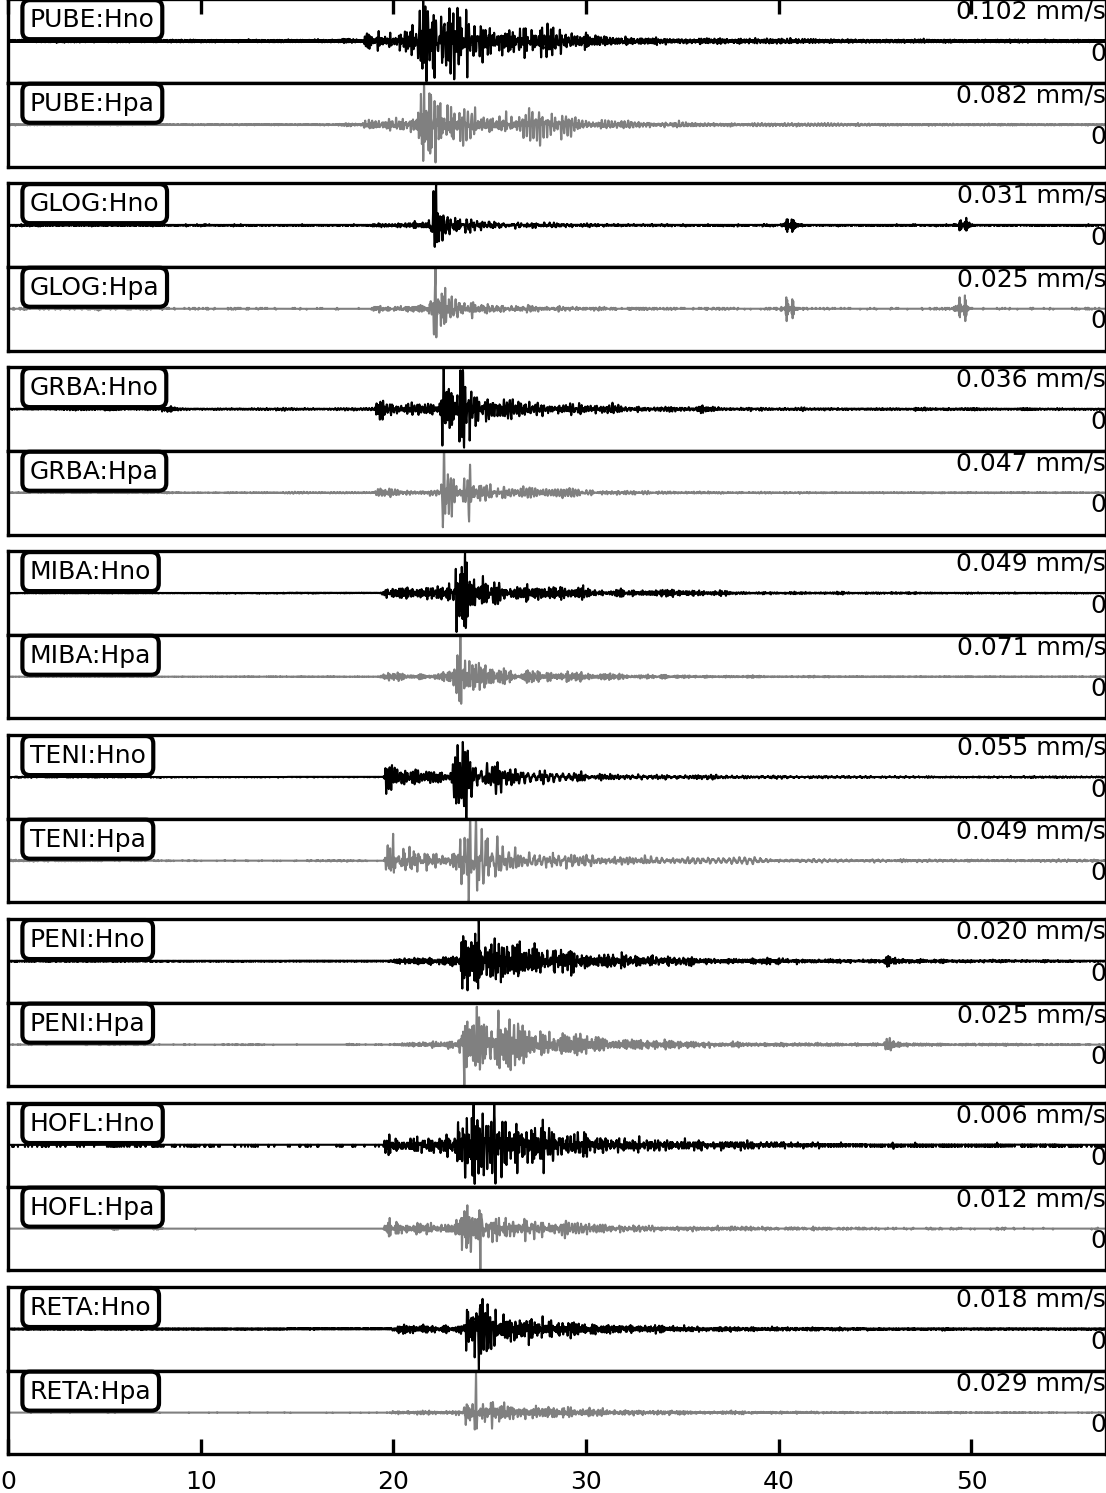 PUBE:Hno 0.102 mm/s
0
PUBE:Hpa 0.082 mm/s
0
GLOG:Hno 0.031 mm/s
0
GLOG:Hpa 0.025 mm/s
0
GRBA:Hno 0.036 mm/s
0
GRBA:Hpa 0.047 mm/s
0
MIBA:Hno 0.049 mm/s
0
MIBA:Hpa 0.071 mm/s
0
TENI:Hno 0.055 mm/s
0
TENI:Hpa 0.049 mm/s
0
PENI:Hno 0.020 mm/s
0
PENI:Hpa 0.025 mm/s
0
HOFL:Hno 0.006 mm/s
0
HOFL:Hpa 0.012 mm/s
0
RETA:Hno 0.018 mm/s
0
RETA:Hpa 0.029 mm/s
0
0 10 20 30 40 50